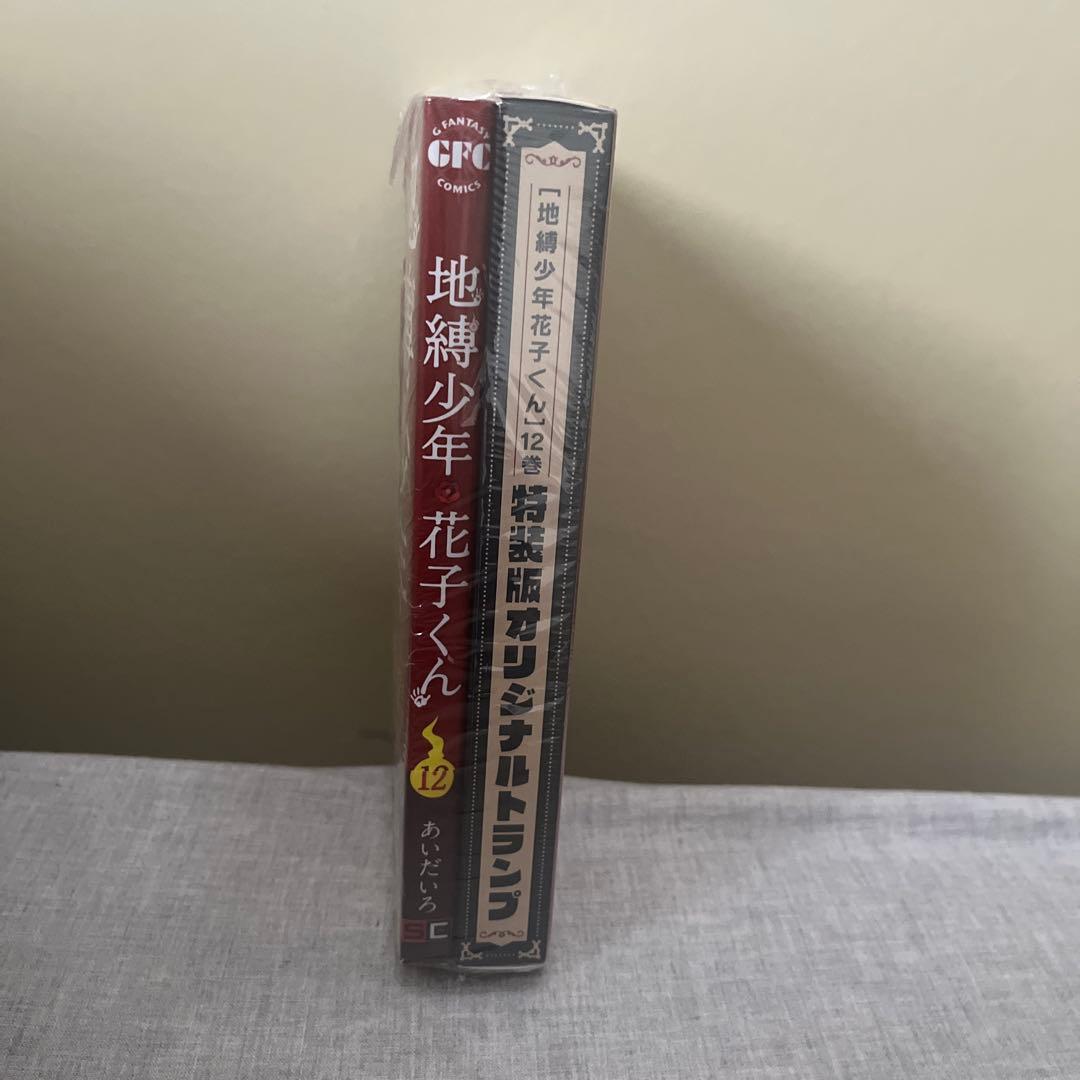 G FANTASY
GFC
COMICS
地縛少年花子くん
12
あいだいろ
SC
[地縛少年花子くん]12巻
特装版オリジナルトランプ